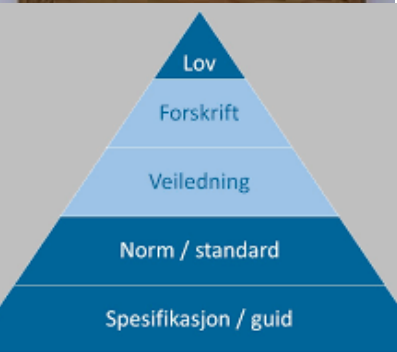 Lov
Forskrift
Veiledning
Norm / standard
Spesifikasjon / guid